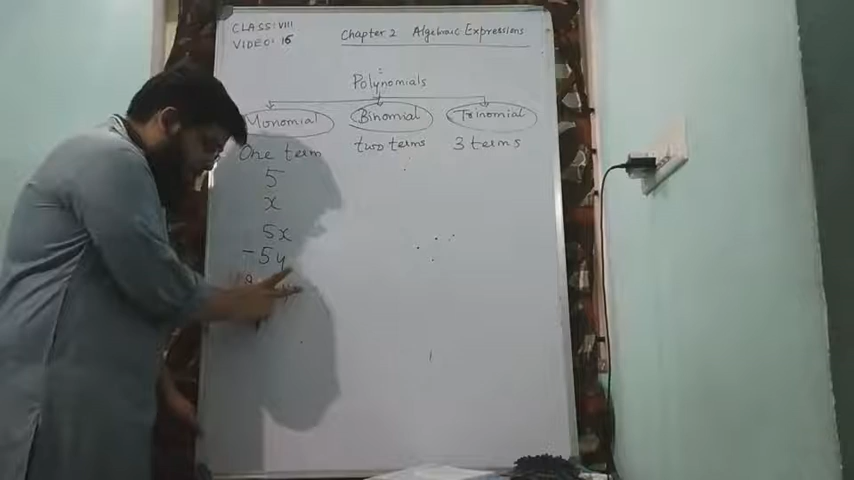 CLASS: VIII
VIDEO: 16
Chapter 2 Algebraic Expressions
Polynomials
Monomial Binomial Trinomial
One term two terms 3 terms
5
x
5x
-5y